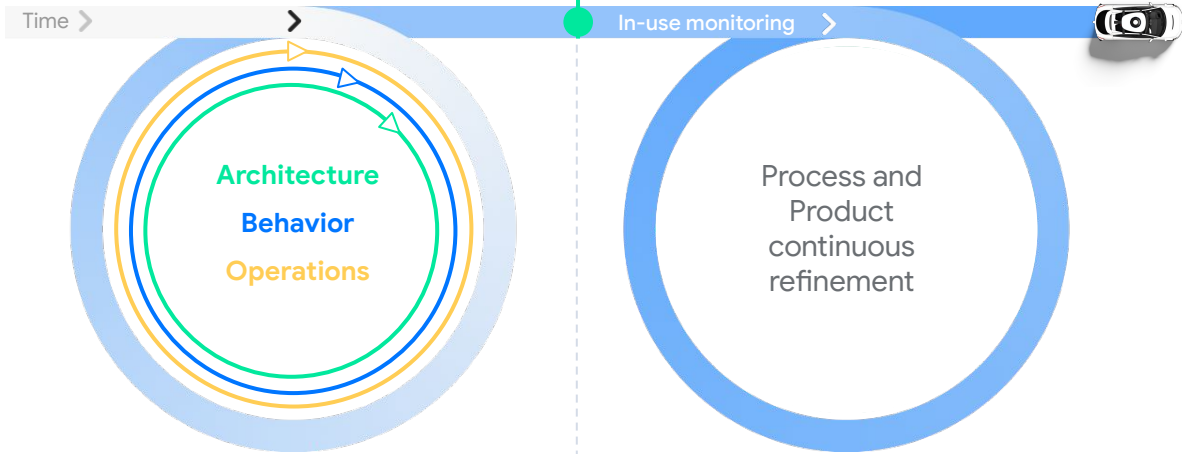 Time
In-use monitoring
Architecture
Behavior
Operations
Process and
Product
continuous
refinement